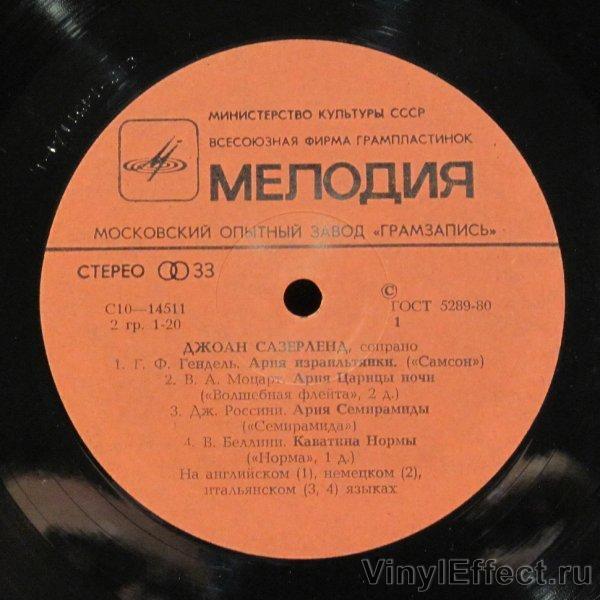 МИНИСТЕРСТВО КУЛЬТУРЫ СССР
ВСЕСОЮЗНАЯ ФИРМА ГРАМПЛАСТИНОК
МЕЛОДИЯ
МОСКОВСКИЙ ОПЫТНЫЙ ЗАВОД «ГРАМЗАПИСЬ»
СТЕРЕО 33
С10—14511
2 гр. 1-20
©
ГОСТ 5289-80
1
ДЖОАН САЗЕРЛЕНД, сопрано
1. Г. Ф. Гендель. Ария израильтянки. («Самсон»)
2. В. А. Моцарт. Ария Царицы ночи
(«Волшебная флейта», 2 д.)
3. Дж. Россини. Ария Семирамиды
(«Семирамида»)
4. В. Беллини. Каватина Нормы
(«Норма», 1 д.)
На английском (1), немецком (2),
итальянском (3, 4) языках
VinylEffect.ru